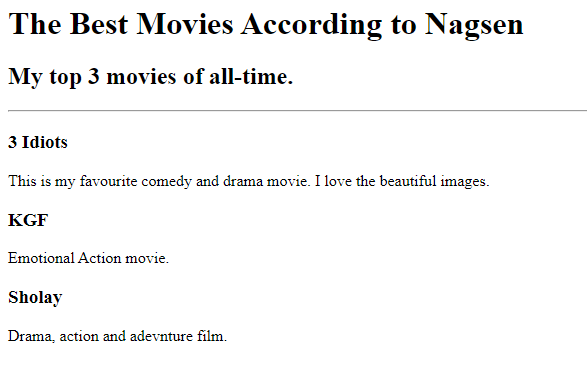 The Best Movies According to Nagsen
My top 3 movies of all-time.
3 Idiots
This is my favourite comedy and drama movie. I love the beautiful images.
KGF
Emotional Action movie.
Sholay
Drama, action and adevnture film.